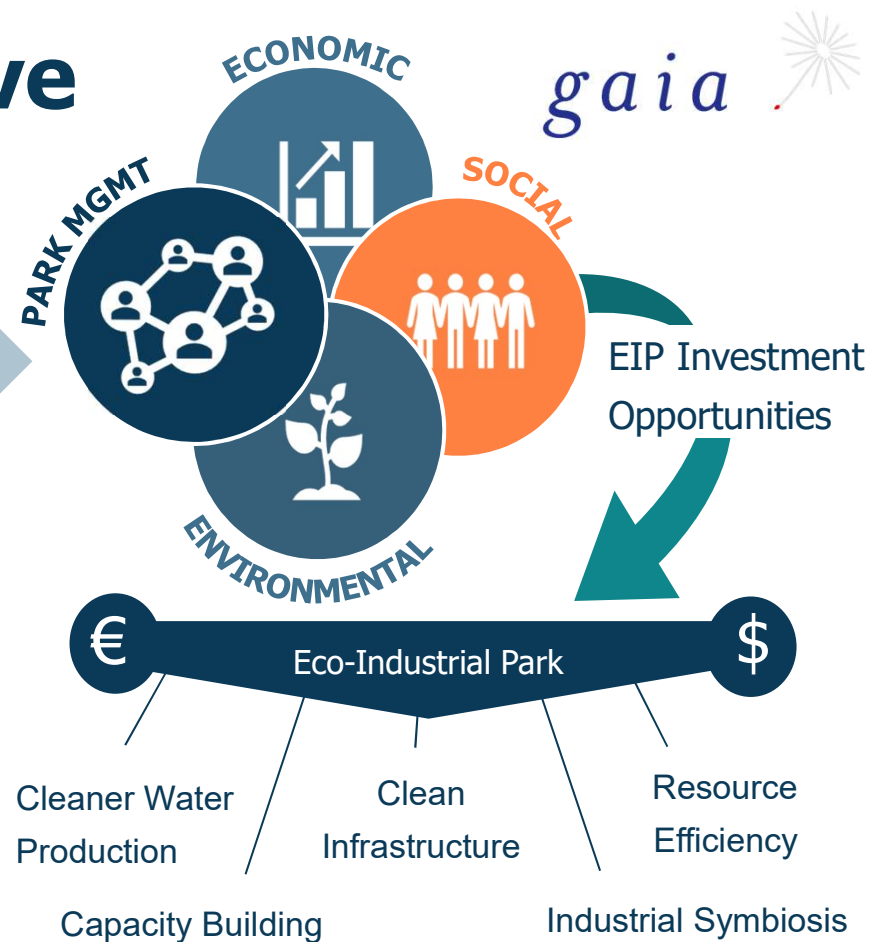 ve
gaia
ECONOMIC
PARK MGMT
SOCIAL
EIP Investment
Opportunities
ENVIRONMENTAL
€
Eco-Industrial Park
$
Cleaner Water
Production
Clean
Infrastructure
Resource
Efficiency
Capacity Building
Industrial Symbiosis